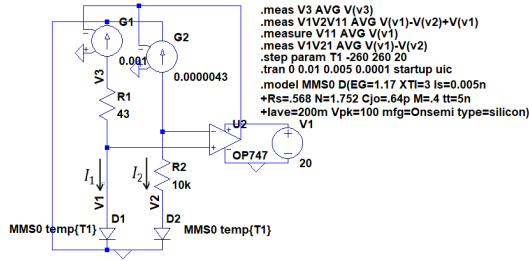 .meas V3 AVG V(v3)
.meas V1V2V11 AVG V(v1)-V(v2)+V(v1)
.measure V11 AVG V(v1)
.meas V1V21 AVG V(v1)-V(v2)
.step param T1 -260 260 20
.tran 0 0.01 0.005 0.0001 startup uic
.model MMS0 D(EG=1.17 XTI=3 Is=0.005n
+Rs=.568 N=1.752 Cjo=.64p M=.4 tt=5n
+Iave=200m Vpk=100 mfg=Onsemi type=silicon)
G1
0.001
G2
0.0000043
V3
R1
43
U2
OP747
V1
20
I1
I2
R2
10k
V1
V2
D1
MMS0 temp{T1}
D2
MMS0 temp{T1}